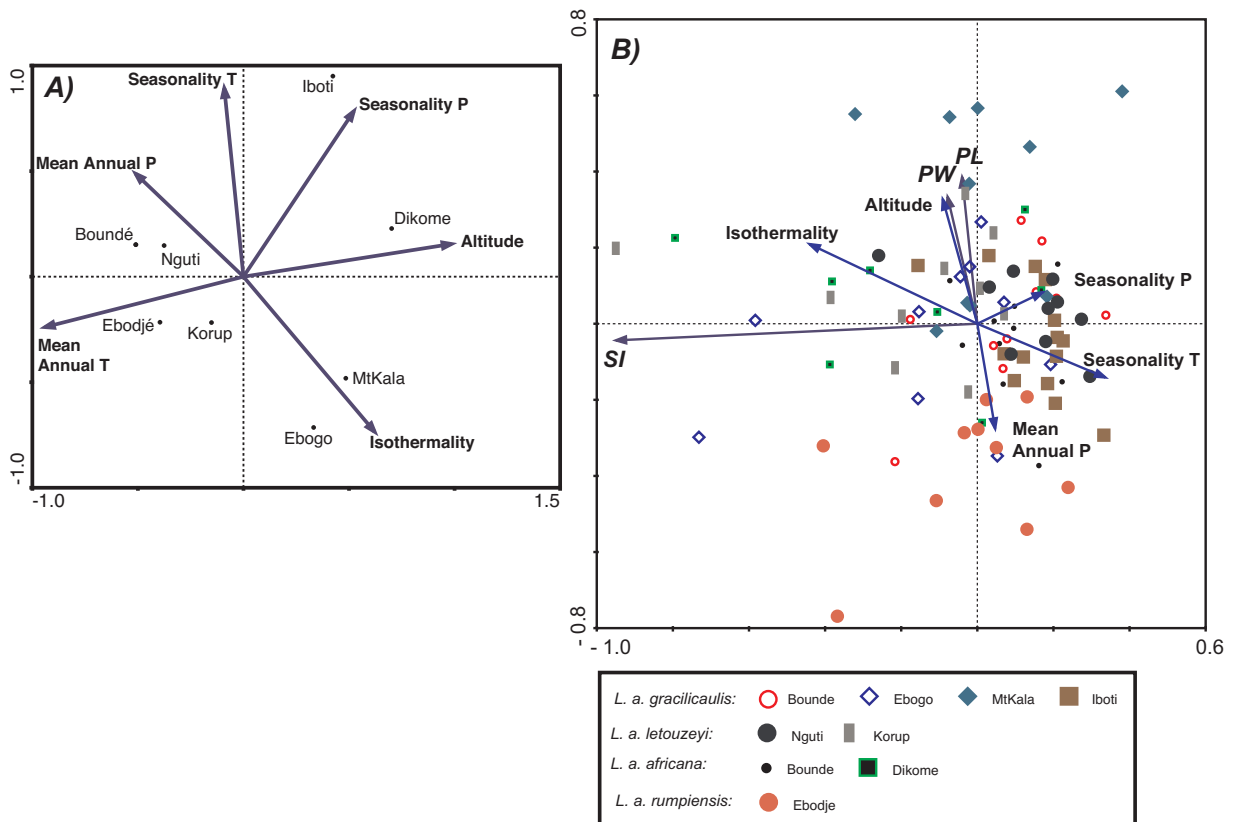 A)
1.0
-1.0
-1.0
1.5
Seasonality T
Iboti
Seasonality P
Mean Annual P
Dikome
Altitude
Boundé
Nguti
Ebodjé
Korup
Mean
Annual T
MtKala
Ebogo
Isothermality
B)
0.8
-0.8
- 1.0
0.6
PL
PW
Altitude
Isothermality
Seasonality P
SI
Seasonality T
Mean
Annual P
L. a. gracilicaulis: Bounde Ebogo MtKala Iboti
L. a. letouzeyi: Nguti Korup
L. a. africana: Bounde Dikome
L. a. rumpiensis: Ebodje